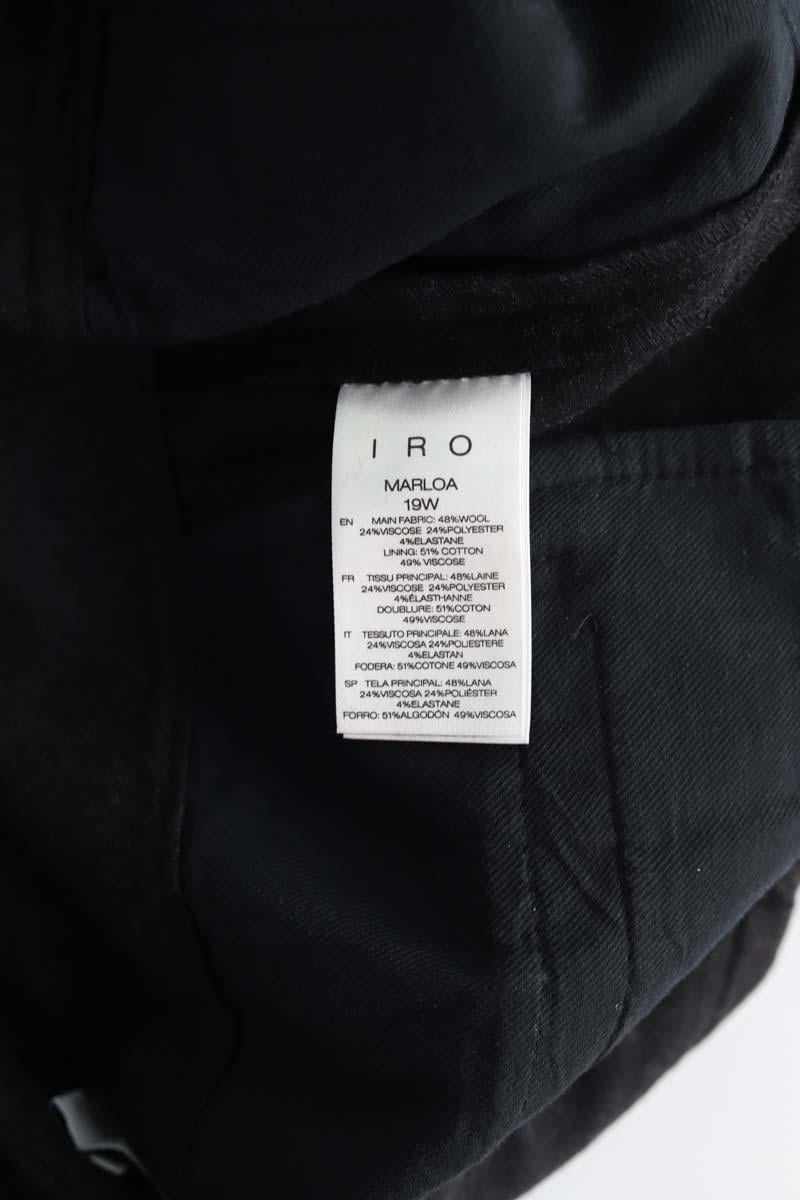 IRO
MARLOA
19W
EN MAIN FABRIC: 48%WOOL
24%VISCOSE 24%POLYESTER
4%ELASTANE
LINING: 51% COTTON
49% VISCOSE
FR TISSU PRINCIPAL: 48%LAINE
24%VISCOSE 24%POLYESTER
4%ÉLASTHANNE
DOUBLURE: 51%COTON
49%VISCOSE
IT TESSUTO PRINCIPALE: 48%LANA
24%VISCOSA 24%POLIESTERE
4%ELASTAN
FODERA: 51%COTONE 49%VISCOSA
SP TELA PRINCIPAL: 48%LANA
24%VISCOSA 24%POLIÉSTER
4%ELASTANE
FORRO: 51%ALGODÓN 49%VISCOSA